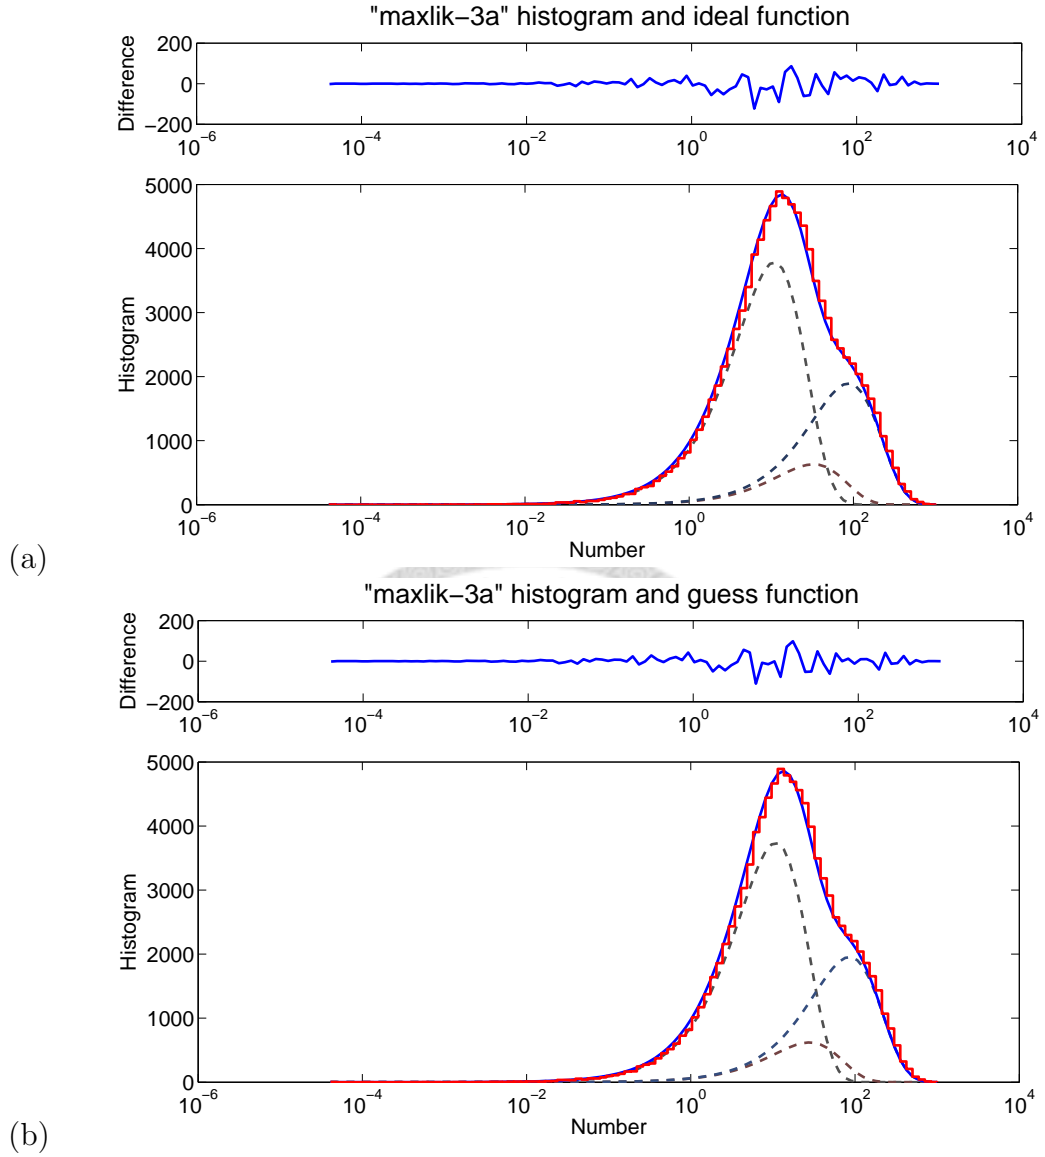 "maxlik−3a" histogram and ideal function
Difference
200
0
−200
10^−6 10^−4 10^−2 10^0 10^2 10^4
Histogram
5000
4000
3000
2000
1000
0
10^−6 10^−4 10^−2 10^0 10^2 10^4
Number
(a)
"maxlik−3a" histogram and guess function
Difference
200
0
−200
10^−6 10^−4 10^−2 10^0 10^2 10^4
Histogram
5000
4000
3000
2000
1000
0
10^−6 10^−4 10^−2 10^0 10^2 10^4
Number
(b)